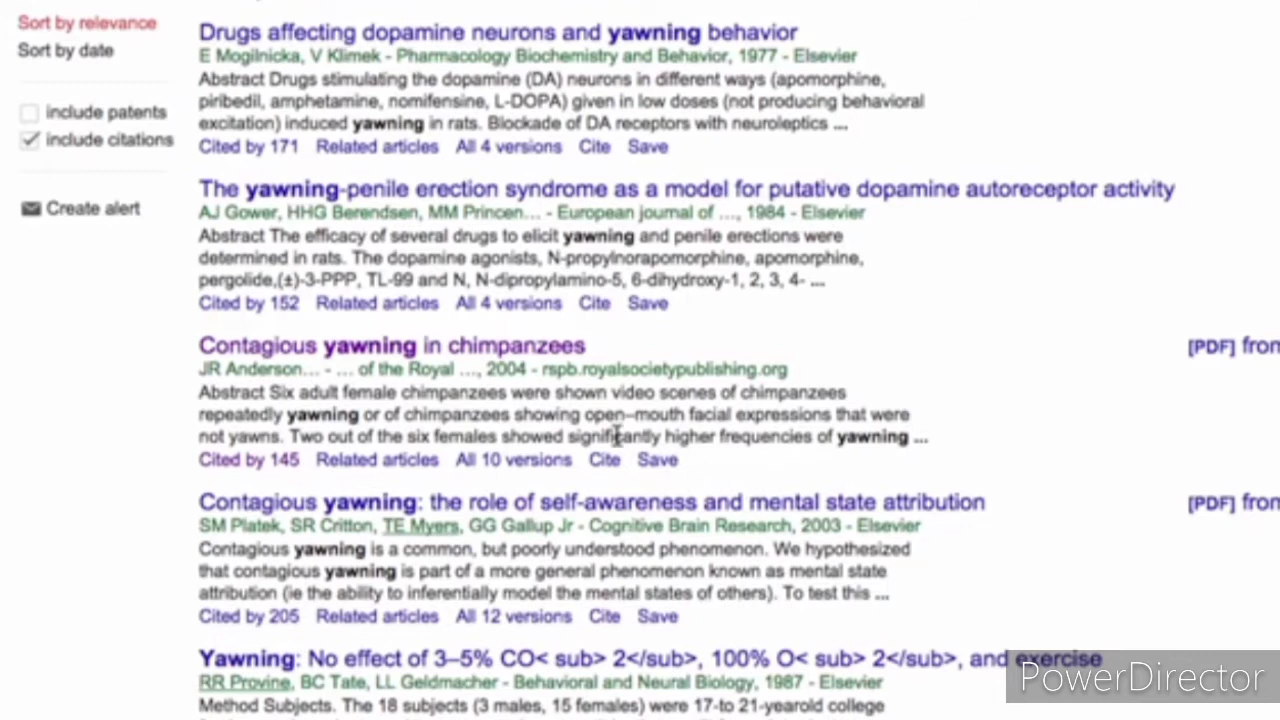 Sort by relevance
Sort by date
include patents
include citations
Create alert
Drugs affecting dopamine neurons and yawning behavior
E Mogilnicka, V Klimek - Pharmacology Biochemistry and Behavior, 1977 - Elsevier
Abstract Drugs stimulating the dopamine (DA) neurons in different ways (apomorphine,
piribedil, amphetamine, nomifensine, L-DOPA) given in low doses (not producing behavioral
excitation) induced yawning in rats. Blockade of DA receptors with neuroleptics ...
Cited by 171 Related articles All 4 versions Cite Save
The yawning-penile erection syndrome as a model for putative dopamine autoreceptor activity
AJ Gower, HHG Berendsen, MM Princen... - European journal of ..., 1984 - Elsevier
Abstract The efficacy of several drugs to elicit yawning and penile erections were
determined in rats. The dopamine agonists, N-propylnorapomorphine, apomorphine,
pergolide,(±)-3-PPP, TL-99 and N, N-dipropylamino-5, 6-dihydroxy-1, 2, 3, 4- ...
Cited by 152 Related articles All 4 versions Cite Save
Contagious yawning in chimpanzees
[PDF] from
JR Anderson... - ... of the Royal ..., 2004 - rspb.royalsocietypublishing.org
Abstract Six adult female chimpanzees were shown video scenes of chimpanzees
repeatedly yawning or of chimpanzees showing open–mouth facial expressions that were
not yawns. Two out of the six females showed significantly higher frequencies of yawning ...
Cited by 145 Related articles All 10 versions Cite Save
Contagious yawning: the role of self-awareness and mental state attribution
[PDF] from
SM Platek, SR Critton, TE Myers, GG Gallup Jr - Cognitive Brain Research, 2003 - Elsevier
Contagious yawning is a common, but poorly understood phenomenon. We hypothesized
that contagious yawning is part of a more general phenomenon known as mental state
attribution (ie the ability to inferentially model the mental states of others). To test this ...
Cited by 205 Related articles All 12 versions Cite Save
Yawning: No effect of 3–5% CO< sub> 2</sub>, 100% O< sub> 2</sub>, and exercise
RR Provine, BC Tate, LL Geldmacher - Behavioral and Neural Biology, 1987 - Elsevier
Method Subjects. The 18 subjects (3 males, 15 females) were 17-to 21-yearold college
PowerDirector